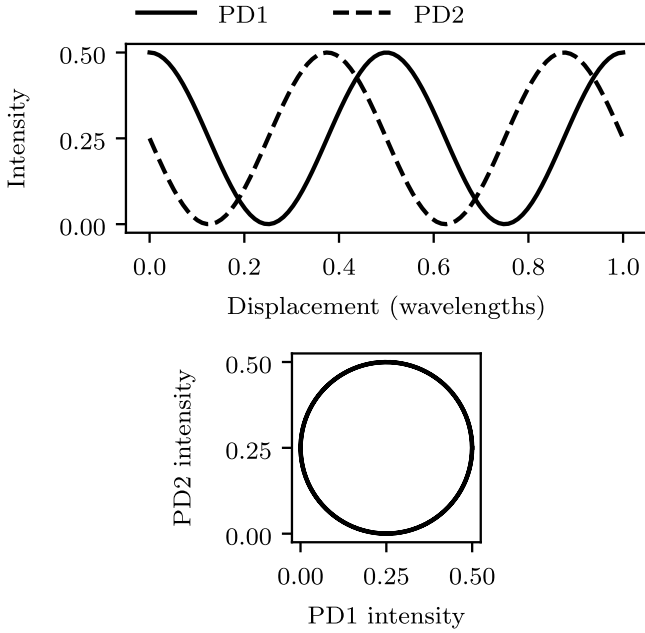 PD1 PD2
0.50
0.25
0.00
Intensity
0.0 0.2 0.4 0.6 0.8 1.0
Displacement (wavelengths)
0.50
0.25
0.00
PD2 intensity
0.00 0.25 0.50
PD1 intensity